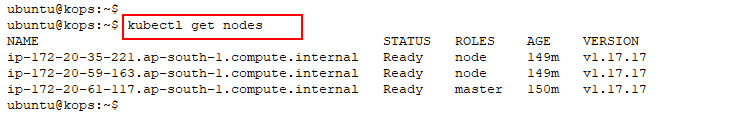 ubuntu@kops:~$
ubuntu@kops:~$ kubectl get nodes
NAME STATUS ROLES AGE VERSION
ip-172-20-35-221.ap-south-1.compute.internal Ready node 149m v1.17.17
ip-172-20-59-163.ap-south-1.compute.internal Ready node 149m v1.17.17
ip-172-20-61-117.ap-south-1.compute.internal Ready master 150m v1.17.17
ubuntu@kops:~$